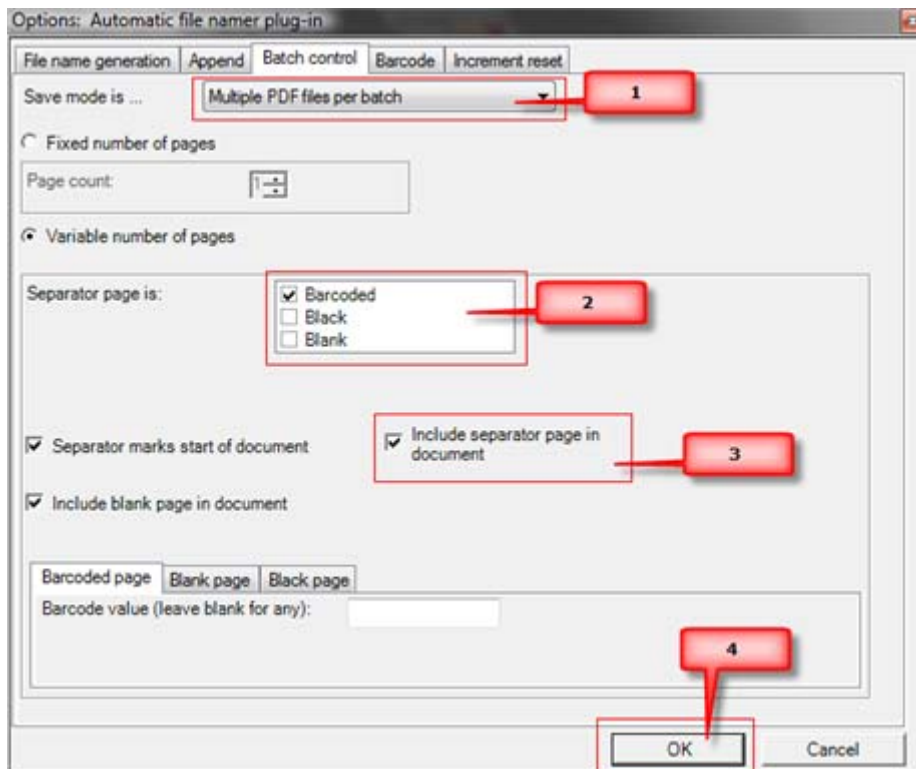 Options: Automatic file namer plug-in
File name generation Append Batch control Barcode Increment reset
Save mode is ... Multiple PDF files per batch 1
Fixed number of pages
Page count: 1
Variable number of pages
Separator page is: Barcoded 2
Black
Blank
Separator marks start of document Include separator page in
document 3
Include blank page in document
Barcoded page Blank page Black page
Barcode value (leave blank for any):
4
OK Cancel